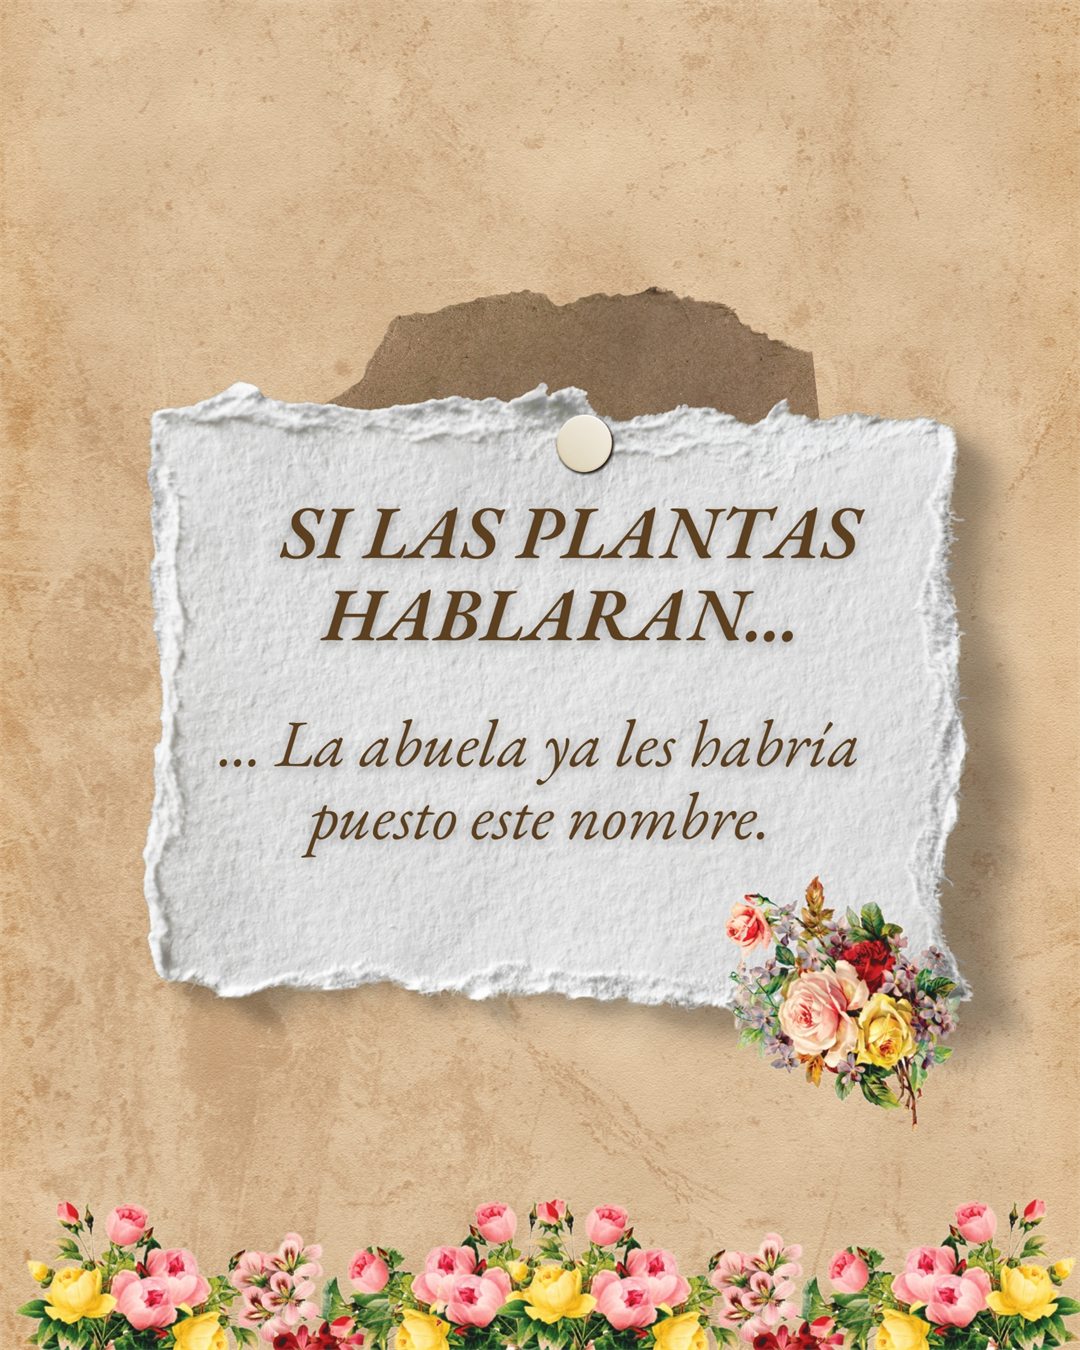 SI LAS PLANTAS
HABLARAN...
... La abuela ya les habría
puesto este nombre.